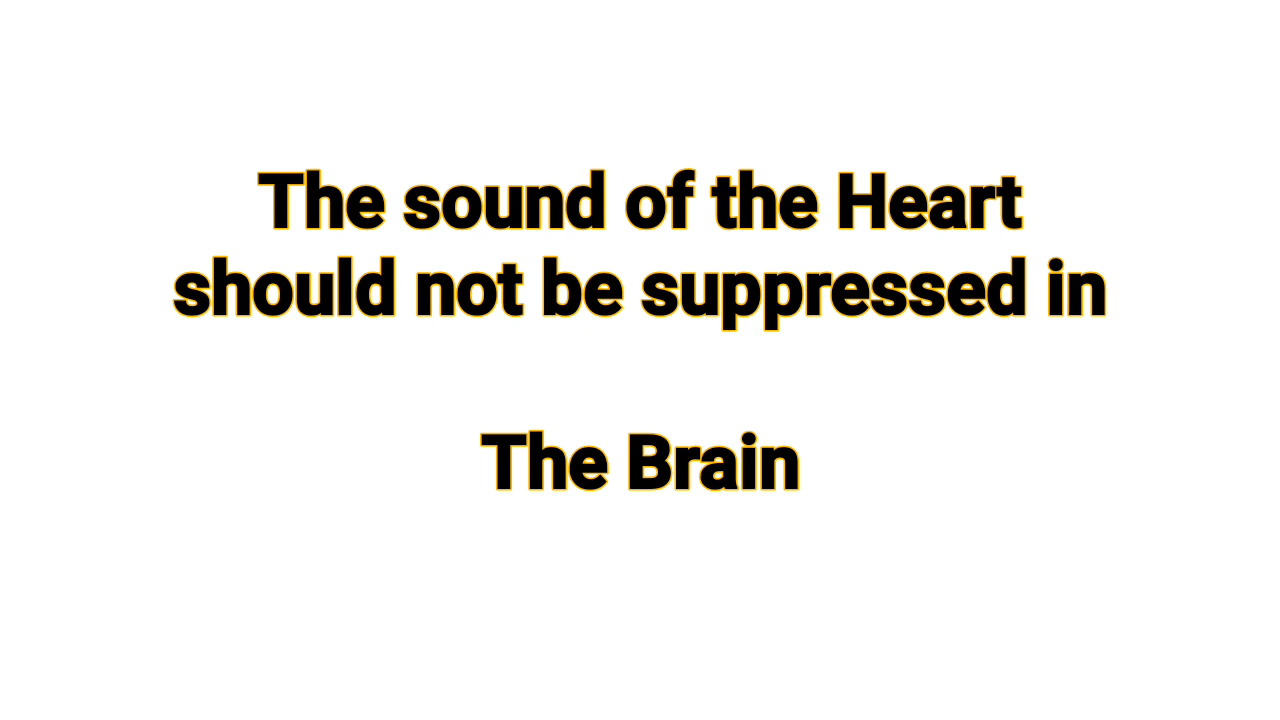 The sound of the Heart
should not be suppressed in
The Brain